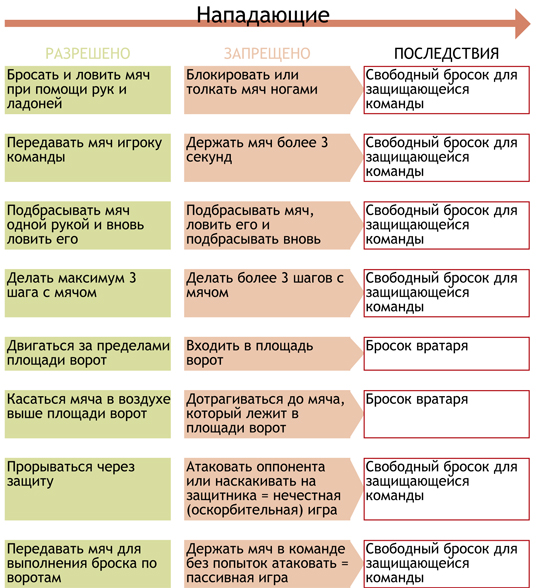 Нападающие
РАЗРЕШЕНО
ЗАПРЕЩЕНО
ПОСЛЕДСТВИЯ
Бросать и ловить мяч
при помощи рук и
ладоней
Блокировать или
толкать мяч ногами
Свободный бросок для
защищающейся
команды
Передавать мяч игроку
команды
Держать мяч более 3
секунд
Свободный бросок для
защищающейся
команды
Подбрасывать мяч
одной рукой и вновь
ловить его
Подбрасывать мяч,
ловить его и
подбрасывать вновь
Свободный бросок для
защищающейся
команды
Делать максимум 3
шага с мячом
Делать более 3 шагов с
мячом
Свободный бросок для
защищающейся
команды
Двигаться за пределами
площади ворот
Входить в площадь
ворот
Бросок вратаря
Касаться мяча в воздухе
выше площади ворот
Дотрагиваться до мяча,
который лежит в
площади ворот
Бросок вратаря
Прорываться через
защиту
Атаковать оппонента
или наскакивать на
защитника = нечестная
(оскорбительная) игра
Свободный бросок для
защищающейся
команды
Передавать мяч для
выполнения броска по
воротам
Держать мяч в команде
без попыток атаковать =
пассивная игра
Свободный бросок для
защищающейся
команды